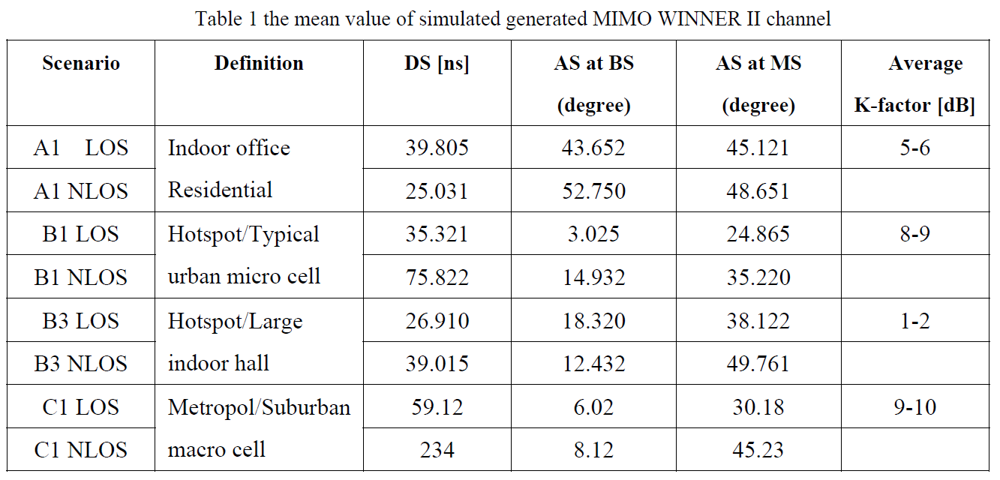 Table 1 the mean value of simulated generated MIMO WINNER II channel
Scenario Definition DS [ns] AS at BS AS at MS Average
(degree) (degree) K-factor [dB]
A1 LOS Indoor office 39.805 43.652 45.121 5-6
A1 NLOS Residential 25.031 52.750 48.651
B1 LOS Hotspot/Typical 35.321 3.025 24.865 8-9
B1 NLOS urban micro cell 75.822 14.932 35.220
B3 LOS Hotspot/Large 26.910 18.320 38.122 1-2
B3 NLOS indoor hall 39.015 12.432 49.761
C1 LOS Metropol/Suburban 59.12 6.02 30.18 9-10
C1 NLOS macro cell 234 8.12 45.23